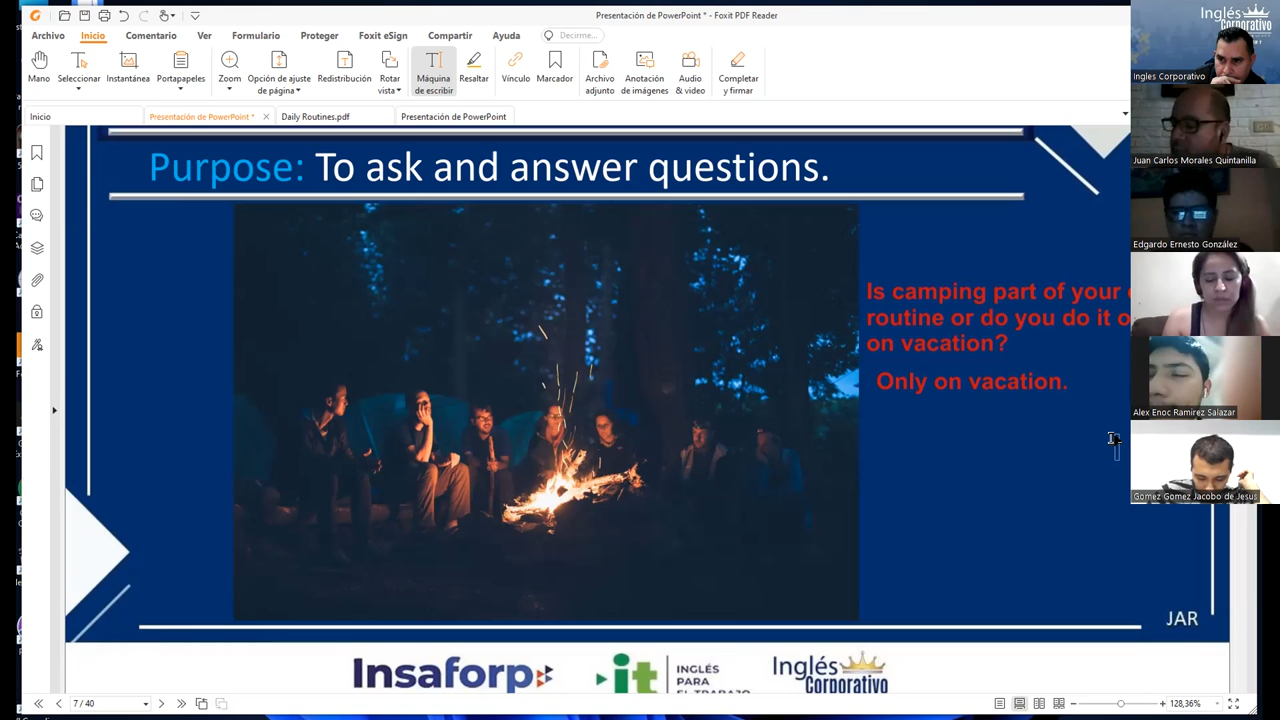 Presentación de PowerPoint * - Foxit PDF Reader
Archivo Inicio Comentario Ver Formulario Proteger Foxit eSign Compartir Ayuda Decirme...
Mano Seleccionar Instantánea Portapapeles Zoom Opción de ajuste de página Redistribución Rotar vista Máquina de escribir Resaltar Vínculo Marcador Archivo adjunto Anotación de imágenes Audio & video Completar y firmar
Inicio Presentación de PowerPoint * Daily Routines.pdf Presentación de PowerPoint
Purpose: To ask and answer questions.
Is camping part of your
routine or do you do it
on vacation?
Only on vacation.
JAR
Insaforp
it
INGLÉS
PARA
EL TRABAJO
Inglés
Corporativo
7 / 40
128,36%
Inglés
Corporativo
Ingles Corporativo
Juan Carlos Morales Quintanilla
Edgardo Ernesto González
Alex Enoc Ramirez Salazar
Gomez Gomez Jacobo de Jesus